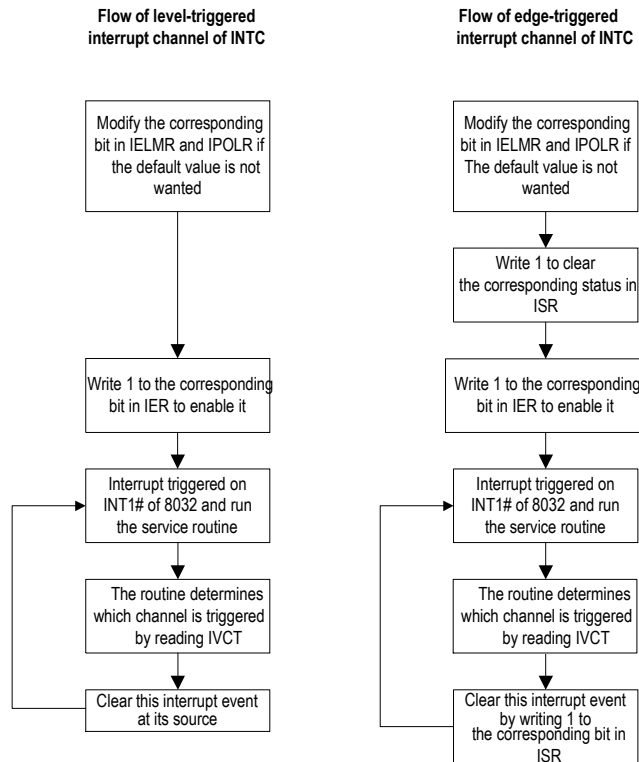 Flow of level-triggered
interrupt channel of INTC
Modify the corresponding
bit in IELMR and IPOLR if
the default value is not
wanted
Write 1 to the corresponding
bit in IER to enable it
Interrupt triggered on
INT1# of 8032 and run
the service routine
The routine determines
which channel is triggered
by reading IVCT
Clear this interrupt event
at its source
Flow of edge-triggered
interrupt channel of INTC
Modify the corresponding
bit in IELMR and IPOLR if
The default value is not
wanted
Write 1 to clear
the corresponding status in
ISR
Write 1 to the corresponding
bit in IER to enable it
Interrupt triggered on
INT1# of 8032 and run
the service routine
The routine determines
which channel is triggered
by reading IVCT
Clear this interrupt event
by writing 1 to
the corresponding bit in
ISR